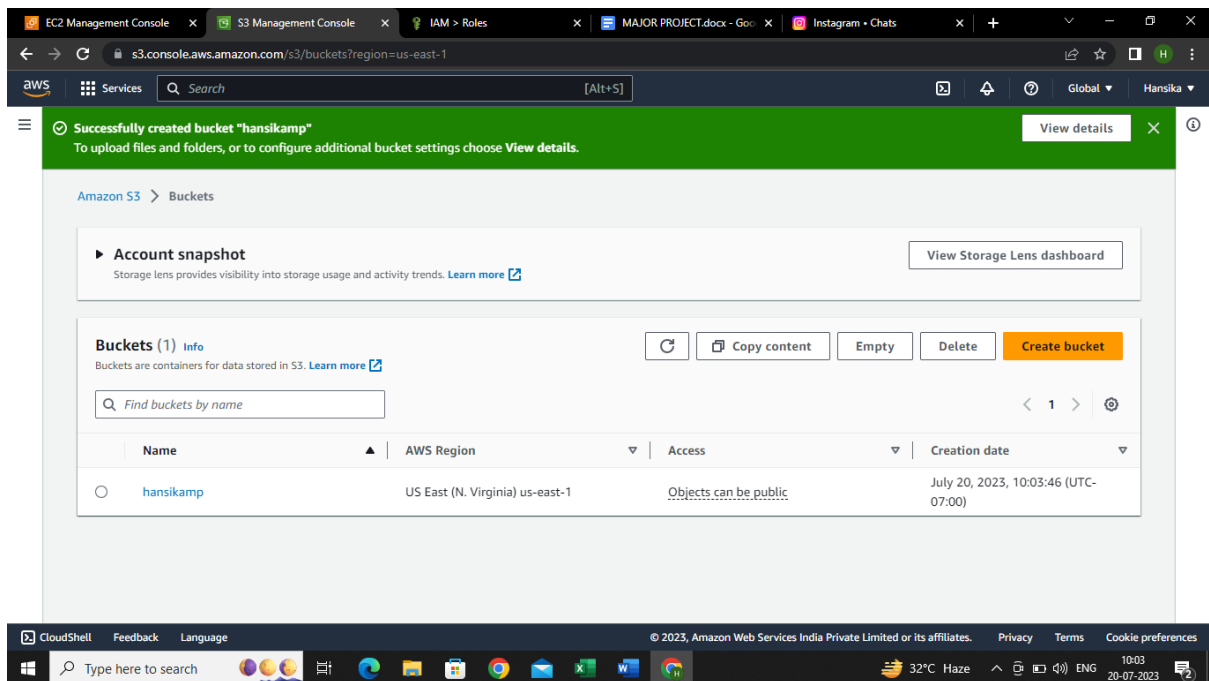 EC2 Management Console
S3 Management Console
IAM > Roles
MAJOR PROJECT.docx - Goo
Instagram • Chats
s3.console.aws.amazon.com/s3/buckets?region=us-east-1
H
aws
Services
Search
[Alt+S]
Global
Hansika
Successfully created bucket "hansikamp"
To upload files and folders, or to configure additional bucket settings choose View details.
View details
Amazon S3 > Buckets
Account snapshot
Storage lens provides visibility into storage usage and activity trends. Learn more
View Storage Lens dashboard
Buckets (1) Info
Buckets are containers for data stored in S3. Learn more
Copy content
Empty
Delete
Create bucket
Find buckets by name
< 1 >
Name
AWS Region
Access
Creation date
hansikamp
US East (N. Virginia) us-east-1
Objects can be public
July 20, 2023, 10:03:46 (UTC-
07:00)
CloudShell
Feedback
Language
© 2023, Amazon Web Services India Private Limited or its affiliates.
Privacy
Terms
Cookie preferences
Type here to search
32°C Haze
ENG
10:03
20-07-2023
2